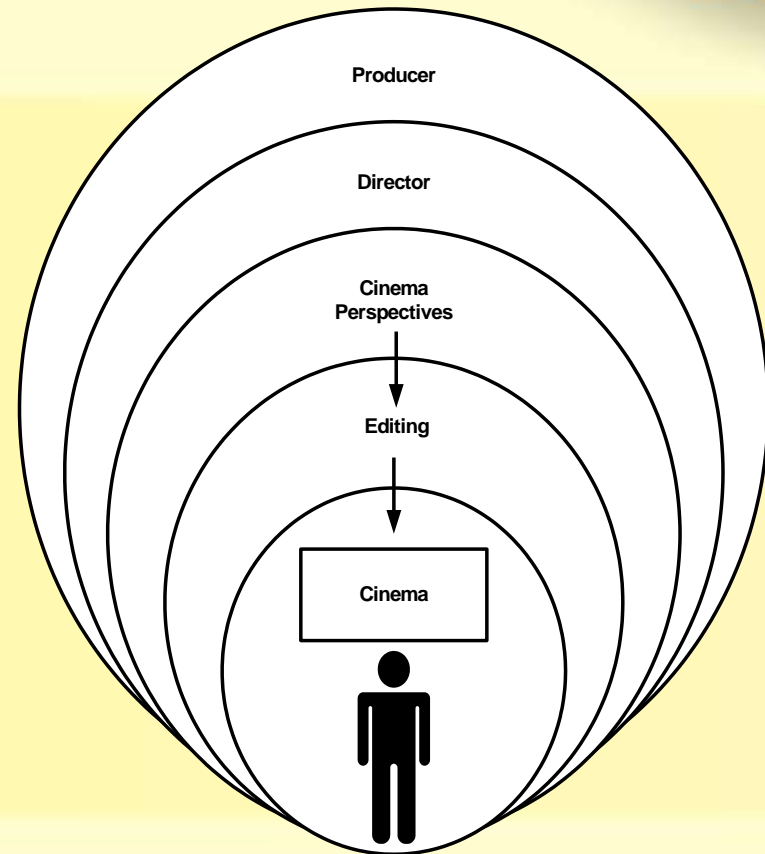 Producer
Director
Cinema
Perspectives
Editing
Cinema